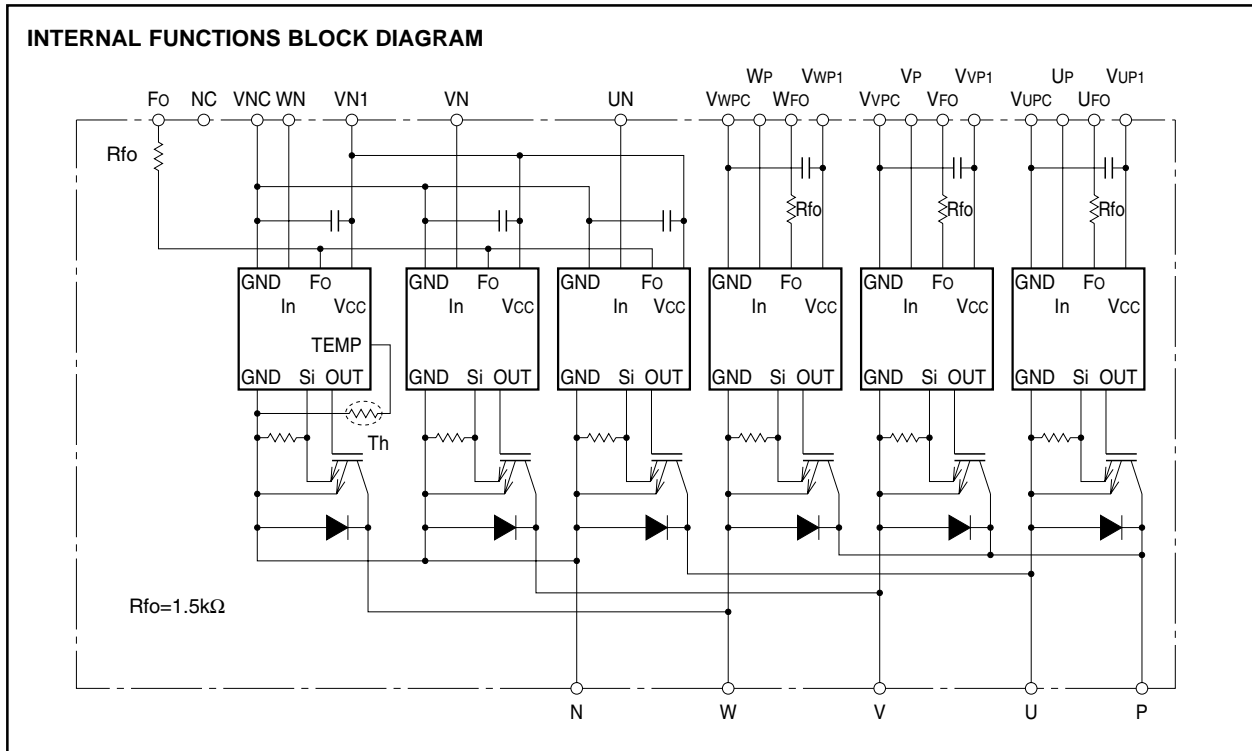 INTERNAL FUNCTIONS BLOCK DIAGRAM
WP VWP1 VP VVP1 UP VUP1
FO NC VNC WN VN1 VN UN VWPC WFO VVPC VFO VUPC UFO
Rfo
Rfo Rfo Rfo
GND FO GND FO GND FO GND FO GND FO GND FO
In VCC In VCC In VCC In VCC In VCC In VCC
TEMP
GND Si OUT GND Si OUT GND Si OUT GND Si OUT GND Si OUT GND Si OUT
Th
Rfo=1.5kΩ
N W V U P